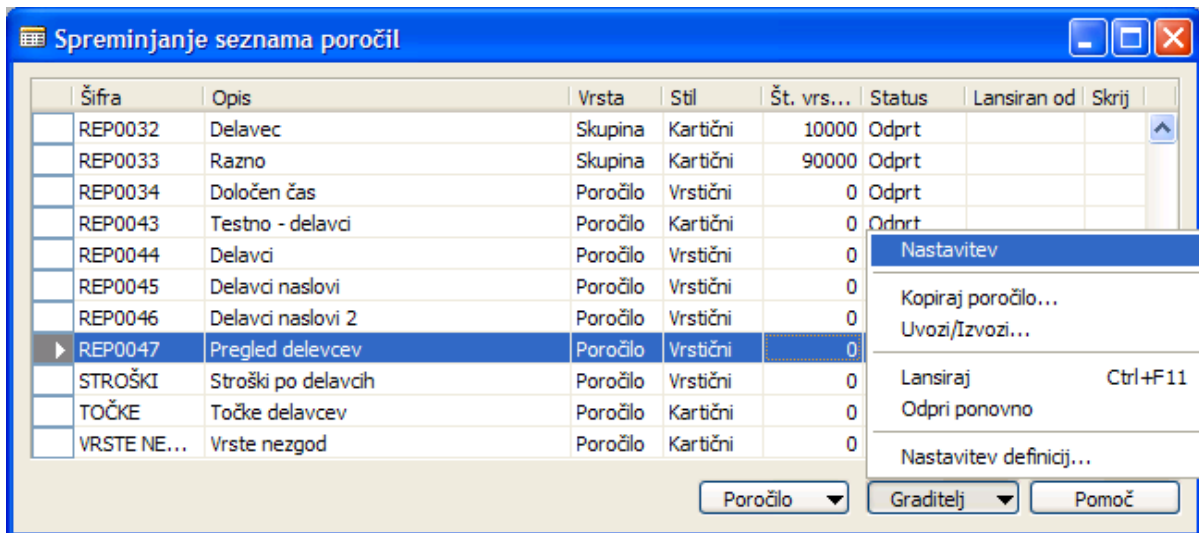 Spreminjanje seznama poročil
Šifra Opis Vrsta Stil Št. vrs... Status Lansiran od Skrij
REP0032 Delavec Skupina Kartični 10000 Odprt
REP0033 Razno Skupina Kartični 90000 Odprt
REP0034 Določen čas Poročilo Vrstični 0 Odprt
REP0043 Testno - delavci Poročilo Kartični 0 Odprt
Nastavitev
REP0044 Delavci Poročilo Vrstični 0
REP0045 Delavci naslovi Poročilo Vrstični 0
Kopiraj poročilo...
REP0046 Delavci naslovi 2 Poročilo Vrstični 0
Uvozi/Izvozi...
REP0047 Pregled delevcev Poročilo Vrstični 0
STROŠKI Stroški po delavcih Poročilo Vrstični 0
Lansiraj Ctrl+F11
TOČKE Točke delavcev Poročilo Kartični 0
Odpri ponovno
VRSTE NE... Vrste nezgod Poročilo Kartični 0
Nastavitev definicij...
Poročilo Graditelj Pomoč